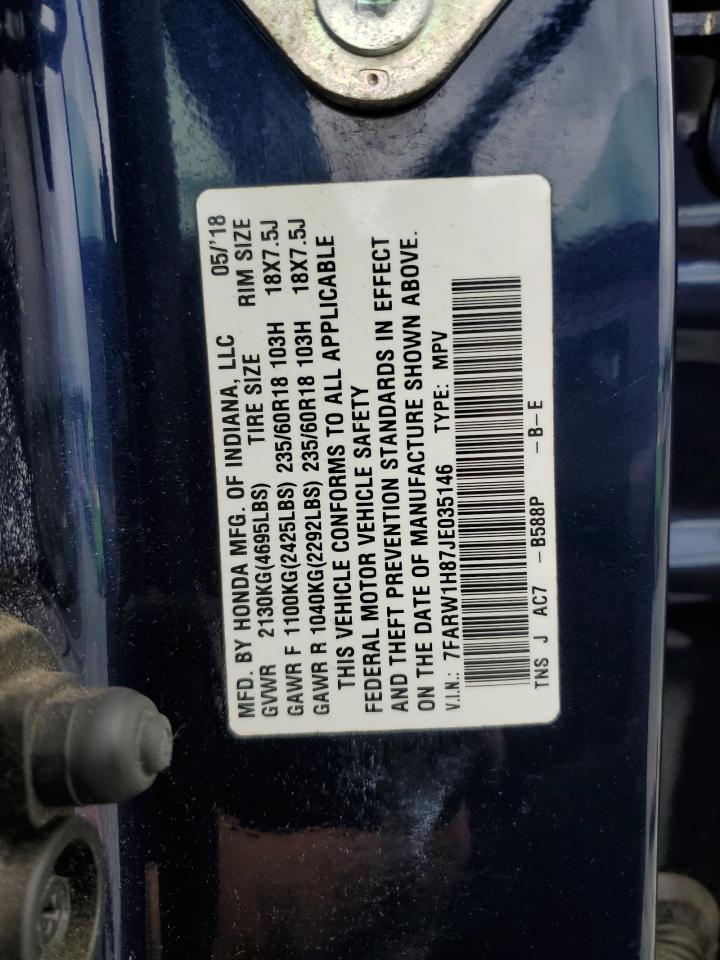 MFD. BY HONDA MFG. OF INDIANA, LLC 05/'18
GVWR 2130KG(4695LBS) TIRE SIZE RIM SIZE
GAWR F 1100KG(2425LBS) 235/60R18 103H 18X7.5J
GAWR R 1040KG(2292LBS) 235/60R18 103H 18X7.5J
THIS VEHICLE CONFORMS TO ALL APPLICABLE
FEDERAL MOTOR VEHICLE SAFETY
AND THEFT PREVENTION STANDARDS IN EFFECT
ON THE DATE OF MANUFACTURE SHOWN ABOVE.
V.I.N.: 7FARW1H87JE035146 TYPE: MPV
TNS J AC7 -B588P -B-E